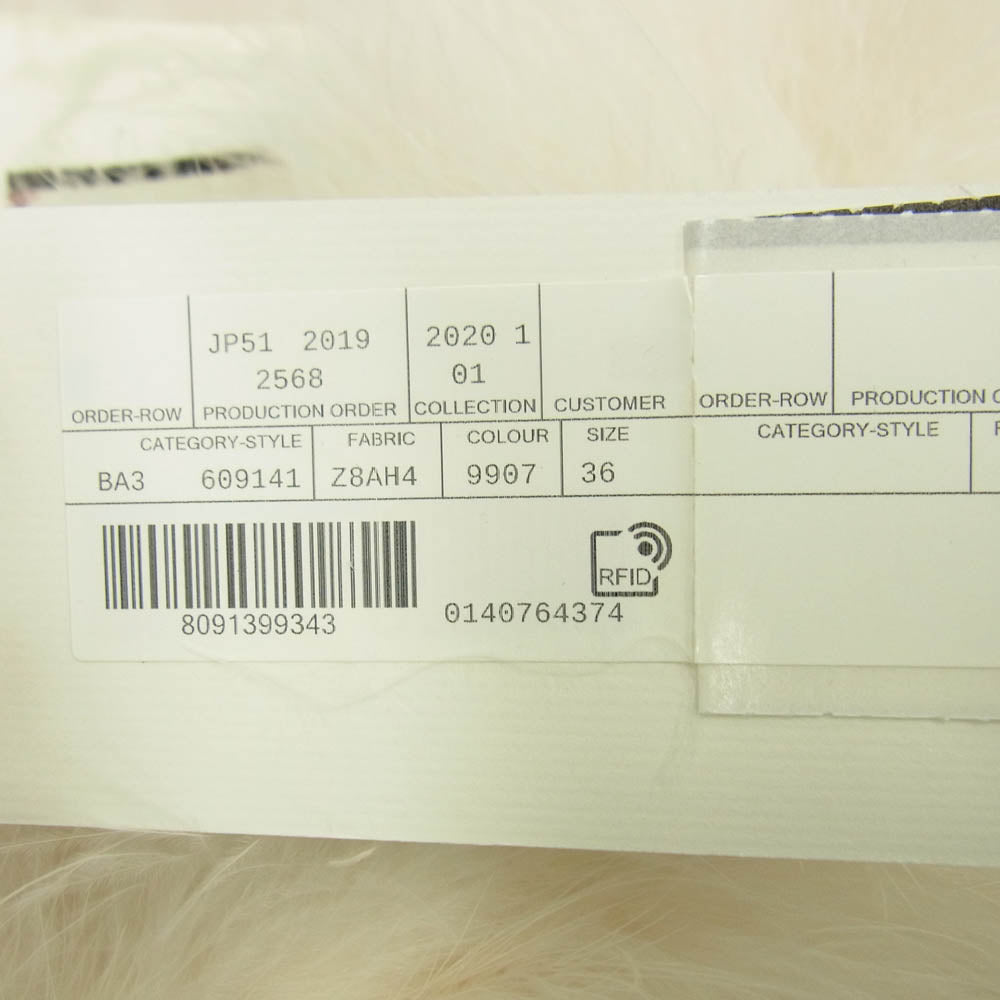 JP51 2019 2020 1
2568 01
ORDER-ROW PRODUCTION ORDER COLLECTION CUSTOMER ORDER-ROW PRODUCTION
CATEGORY-STYLE FABRIC COLOUR SIZE CATEGORY-STYLE
BA3 609141 Z8AH4 9907 36
RFID
8091399343 0140764374